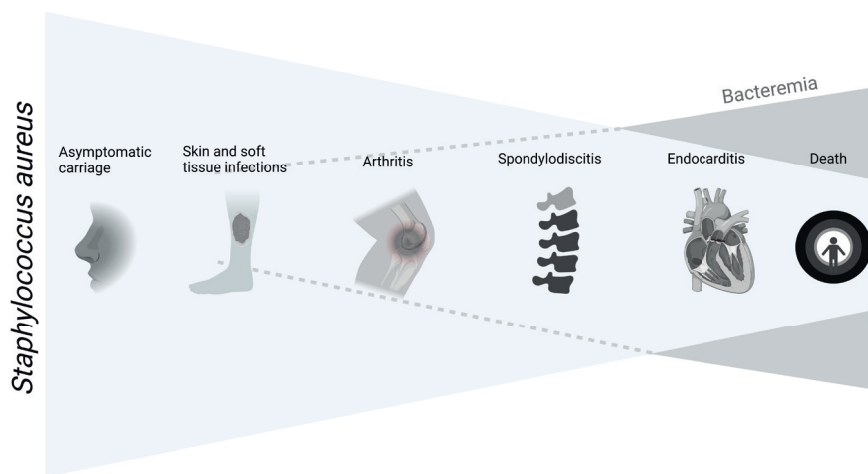 Staphylococcus aureus
Bacteremia
Asymptomatic
carriage
Skin and soft
tissue infections
Arthritis
Spondylodiscitis
Endocarditis
Death